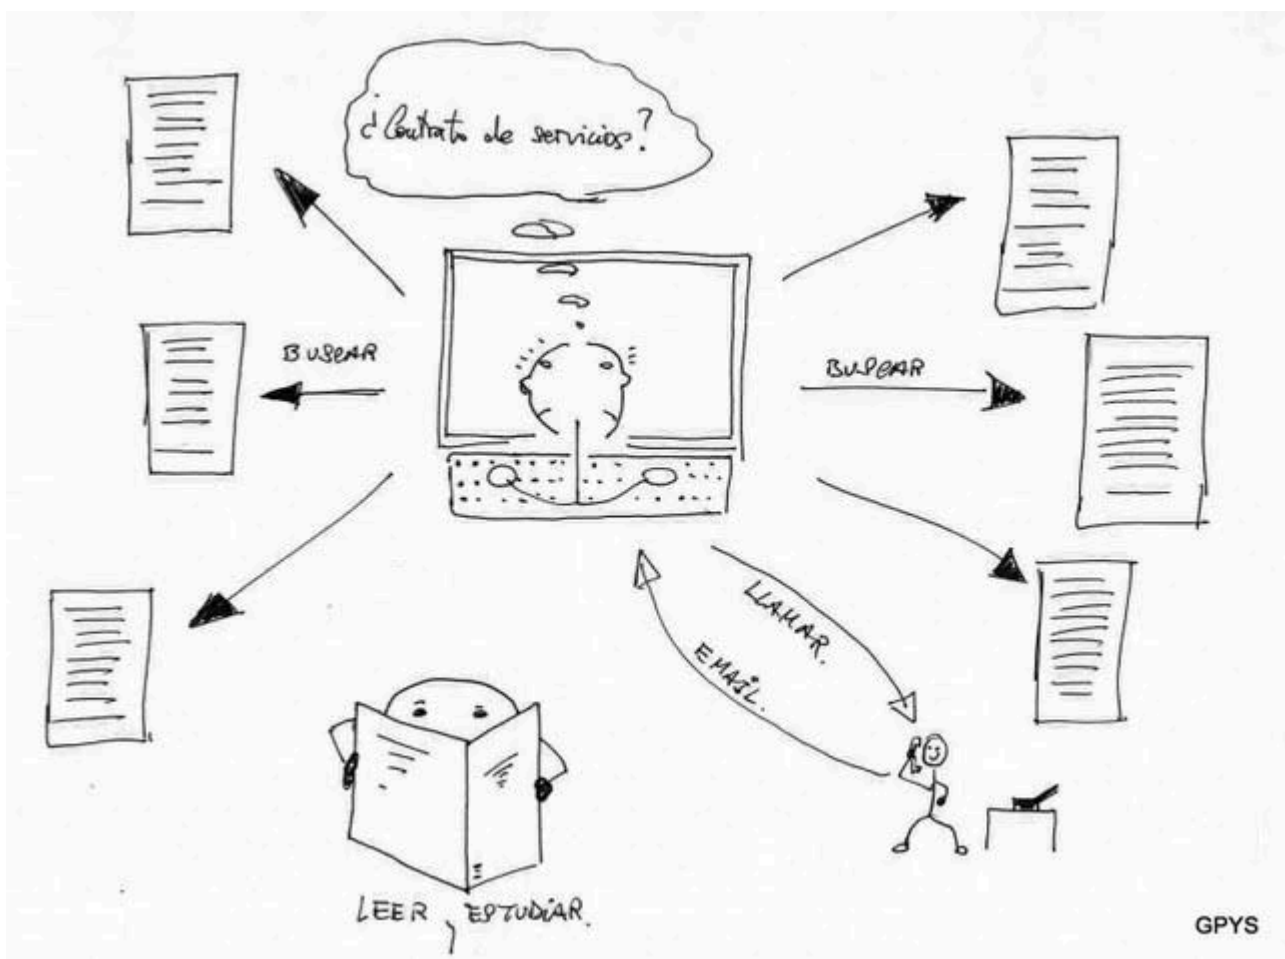 ¿Contrato de servicios?
BUSCAR
BUSCAR
LLAMAR.
EMAIL.
LEER y ESTUDIAR.
GPYS